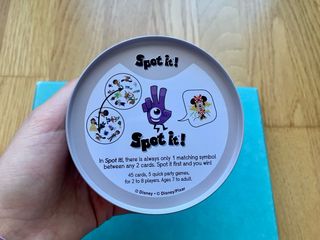 Spot it!
Spot it!
In Spot it!, there is always only 1 matching symbol
between any 2 cards. Spot it first and you win!
45 cards, 5 quick party games,
for 2 to 8 players. Ages 7 to adult.
© Disney • © Disney/Pixar